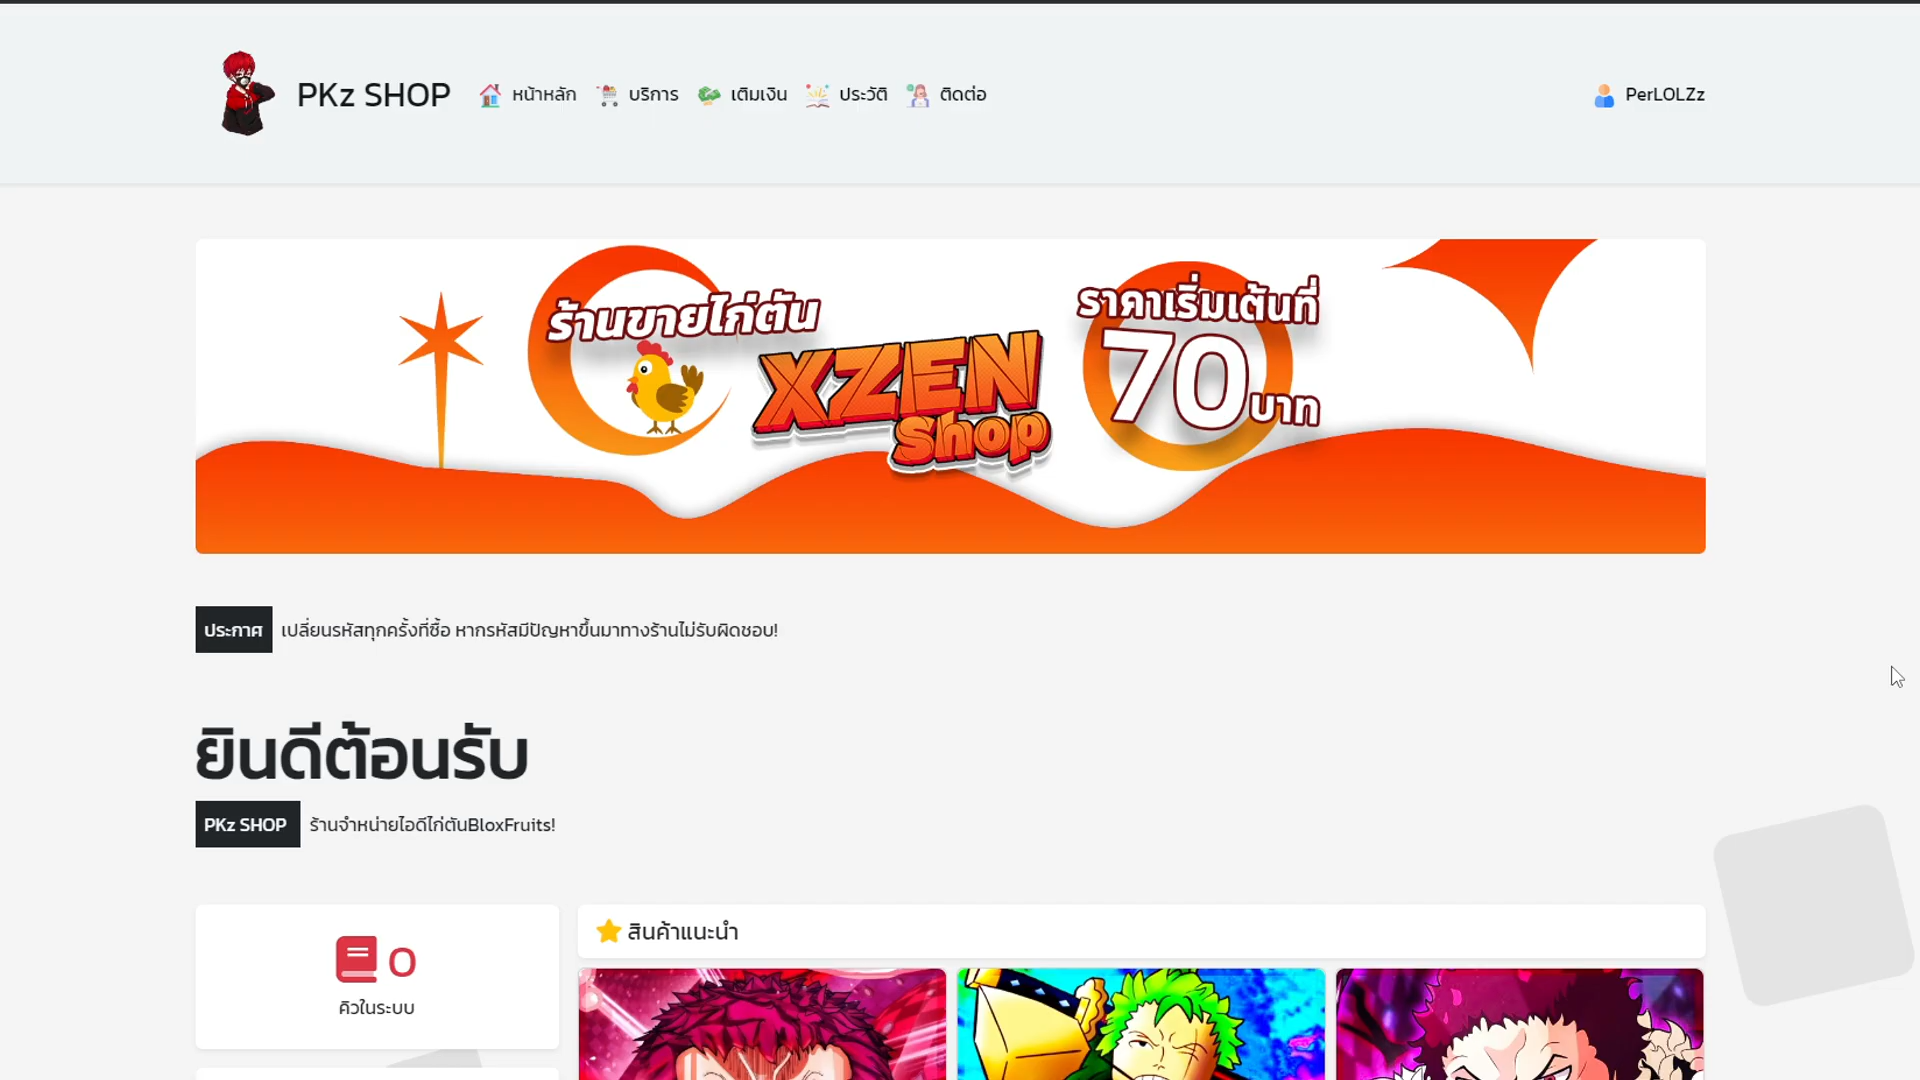 PKz SHOP
หน้าหลัก
บริการ
เติมเงิน
ประวัติ
ติดต่อ
PerLOLZz
ร้านขายไก่ตัน
XZEN
Shop
ราคาเริ่มต้นที่
70บาท
ประกาศ เปลี่ยนรหัสทุกครั้งที่ซื้อ หากรหัสมีปัญหาขึ้นมาทางร้านไม่รับผิดชอบ!
ยินดีต้อนรับ
PKz SHOP ร้านจำหน่ายไอดีไก่ตันBloxFruits!
0
คิวในระบบ
สินค้าแนะนำ